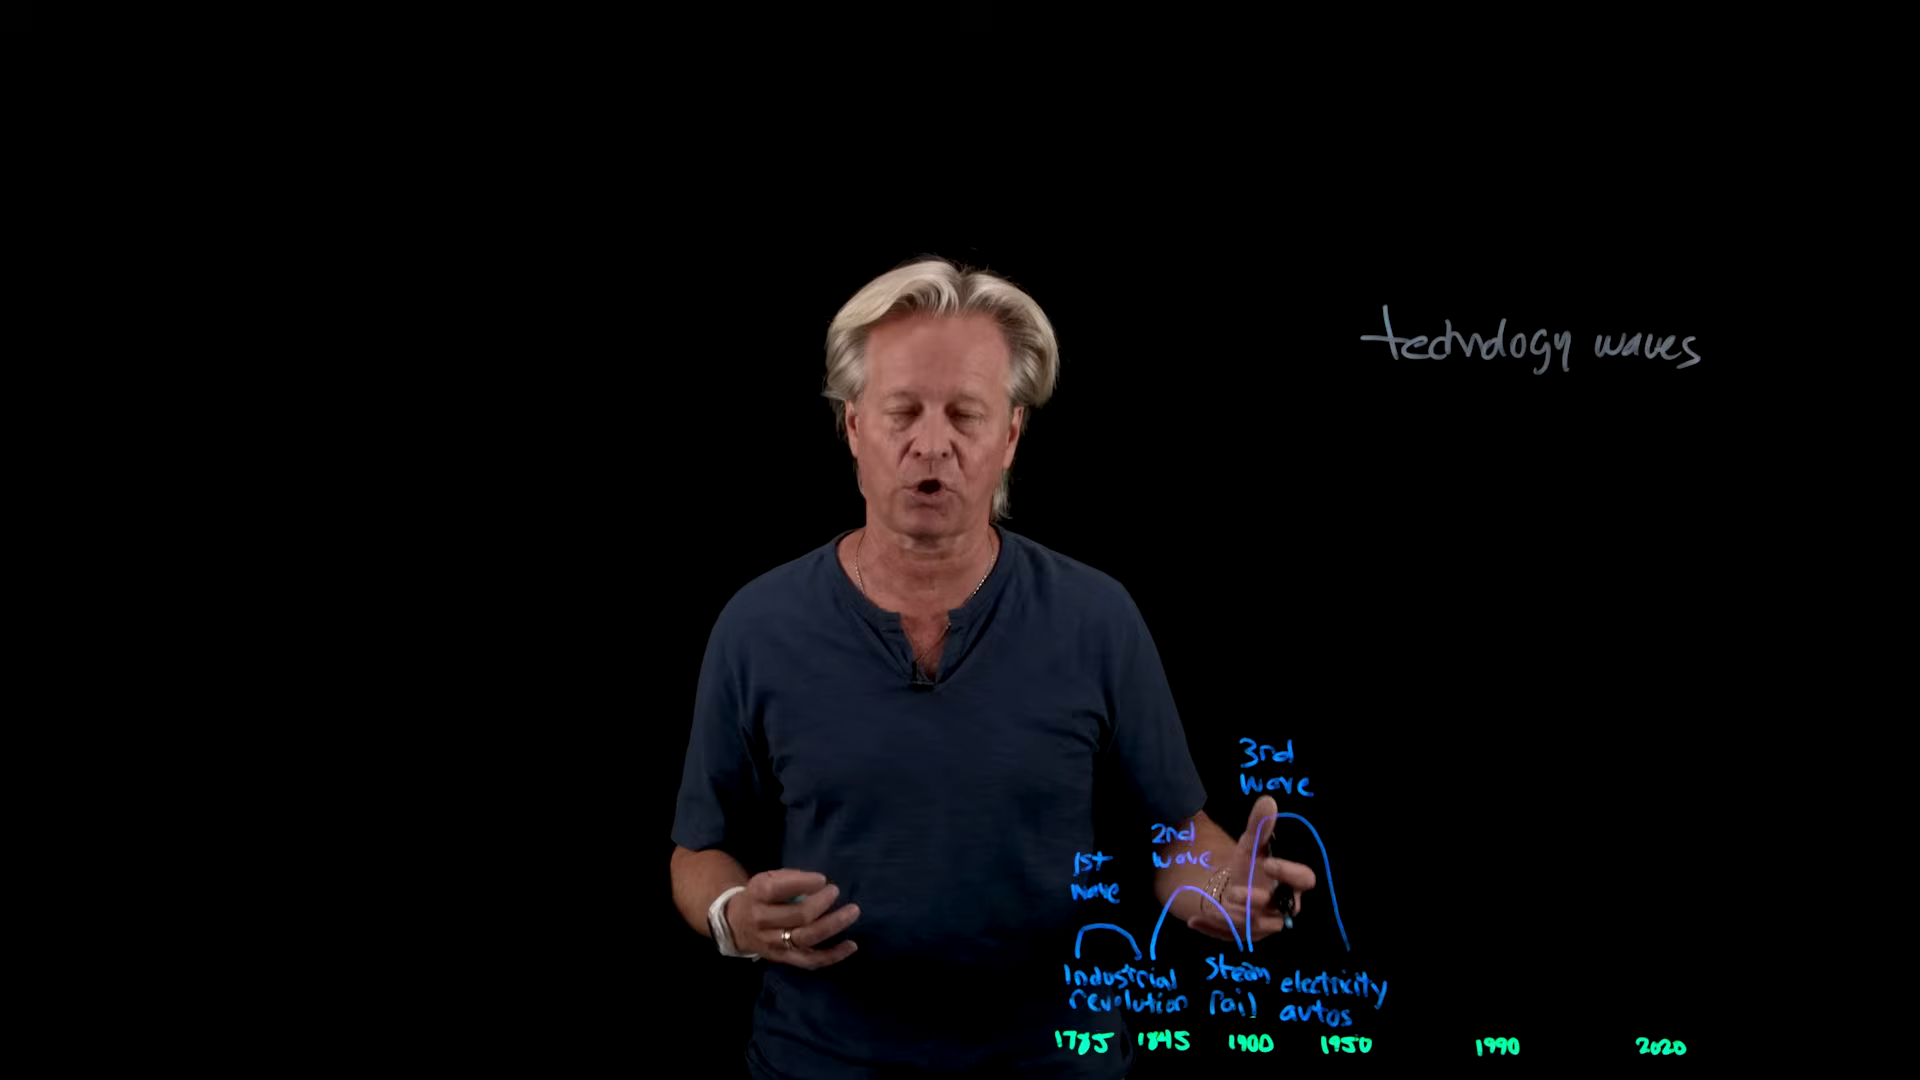 technology waves
3rd
wave
2nd
wave
1st
wave
Industrial
revolution
steam
rail
electricity
autos
1785 1845 1900 1950 1990 2020